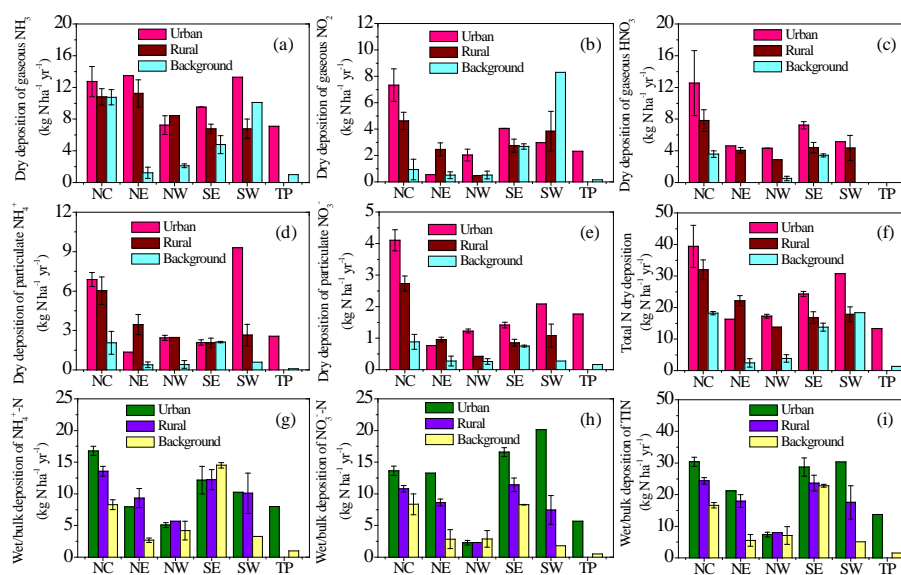 Dry deposition of gaseous NH₃
(kg N ha⁻¹ yr⁻¹)
20
16
12
8
4
0
Urban
Rural
Background
(a)
NC NE NW SE SW TP
Dry deposition of gaseous NO₂
(kg N ha⁻¹ yr⁻¹)
12
10
8
6
4
2
0
Urban
Rural
Background
(b)
NC NE NW SE SW TP
Dry deposition of gaseous HNO₃
(kg N ha⁻¹ yr⁻¹)
20
16
12
8
4
0
Urban
Rural
Background
(c)
NC NE NW SE SW TP
Dry deposition of particulate NH₄⁺
(kg N ha⁻¹ yr⁻¹)
12
9
6
3
0
Urban
Rural
Background
(d)
NC NE NW SE SW TP
Dry deposition of particulate NO₃⁻
(kg N ha⁻¹ yr⁻¹)
5
4
3
2
1
0
Urban
Rural
Background
(e)
NC NE NW SE SW TP
Total N dry deposition
(kg N ha⁻¹ yr⁻¹)
50
40
30
20
10
0
Urban
Rural
Background
(f)
NC NE NW SE SW TP
Wet/bulk deposition of NH₄⁺-N
(kg N ha⁻¹ yr⁻¹)
25
20
15
10
5
0
Urban
Rural
Background
(g)
NC NE NW SE SW TP
Wet/bulk deposition of NO₃⁻-N
(kg N ha⁻¹ yr⁻¹)
25
20
15
10
5
0
Urban
Rural
Background
(h)
NC NE NW SE SW TP
Wet/bulk deposition of TIN
(kg N ha⁻¹ yr⁻¹)
50
40
30
20
10
0
Urban
Rural
Background
(i)
NC NE NW SE SW TP